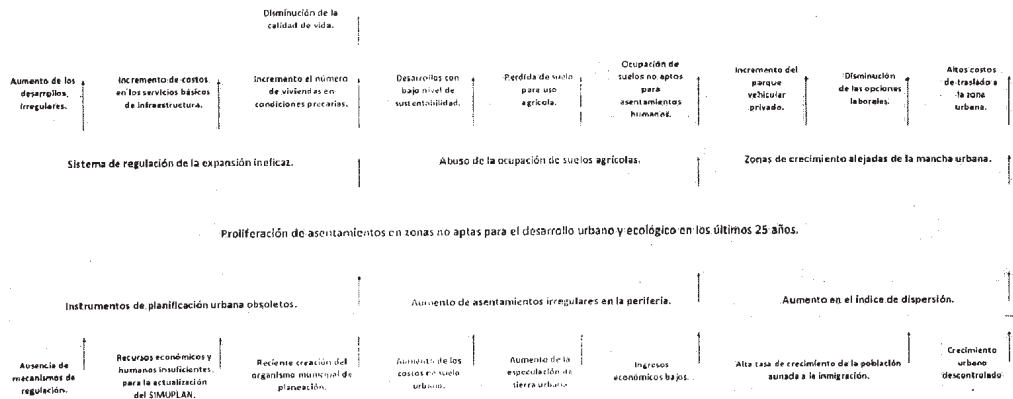 Disminución de la
calidad de vida.
Aumento de los
desarrollos,
irregulares.
Incremento de costos
en los servicios básicos
de infraestructura.
Incremento el número
de viviendas en
condiciones precarias.
Desarrollos con
bajo nivel de
sustentabilidad.
Perdida de suelo
para uso
agrícola.
Ocupación de
suelos no aptos
para
asentamientos
humanos.
Incremento del
parque
vehicular
privado.
Disminución
de las opciones
laborales.
Altos costos
de traslado a
la zona
urbana.
Sistema de regulación de la expansión ineficaz.
Abuso de la ocupación de suelos agrícolas.
Zonas de crecimiento alejadas de la mancha urbana.
Proliferación de asentamientos en zonas no aptas para el desarrollo urbano y ecológico en los últimos 25 años.
Instrumentos de planificación urbana obsoletos.
Aumento de asentamientos irregulares en la periferia.
Aumento en el índice de dispersión.
Ausencia de
mecanismos de
regulación.
Recursos económicos y
humanos insuficientes
para la actualización
del SIMUPLAN.
Reciente creación del
organismo municipal de
planeación.
Aumento de los
costos de suelo
urbano.
Aumento de la
especulación de
tierra urbana
Ingresos
económicos bajos.
Alta tasa de crecimiento de la población
aunada a la inmigración.
Crecimiento
urbano
descontrolado